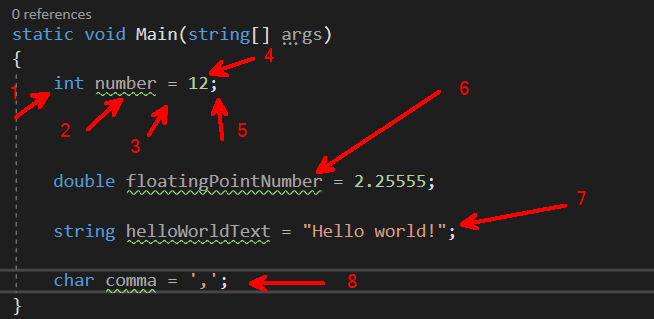 0 references
static void Main(string[] args)
{
4
int number = 12;
1
2 3 5
6
double floatingPointNumber = 2.25555;
7
string helloWorldText = "Hello world!";
char comma = ',';
8
}